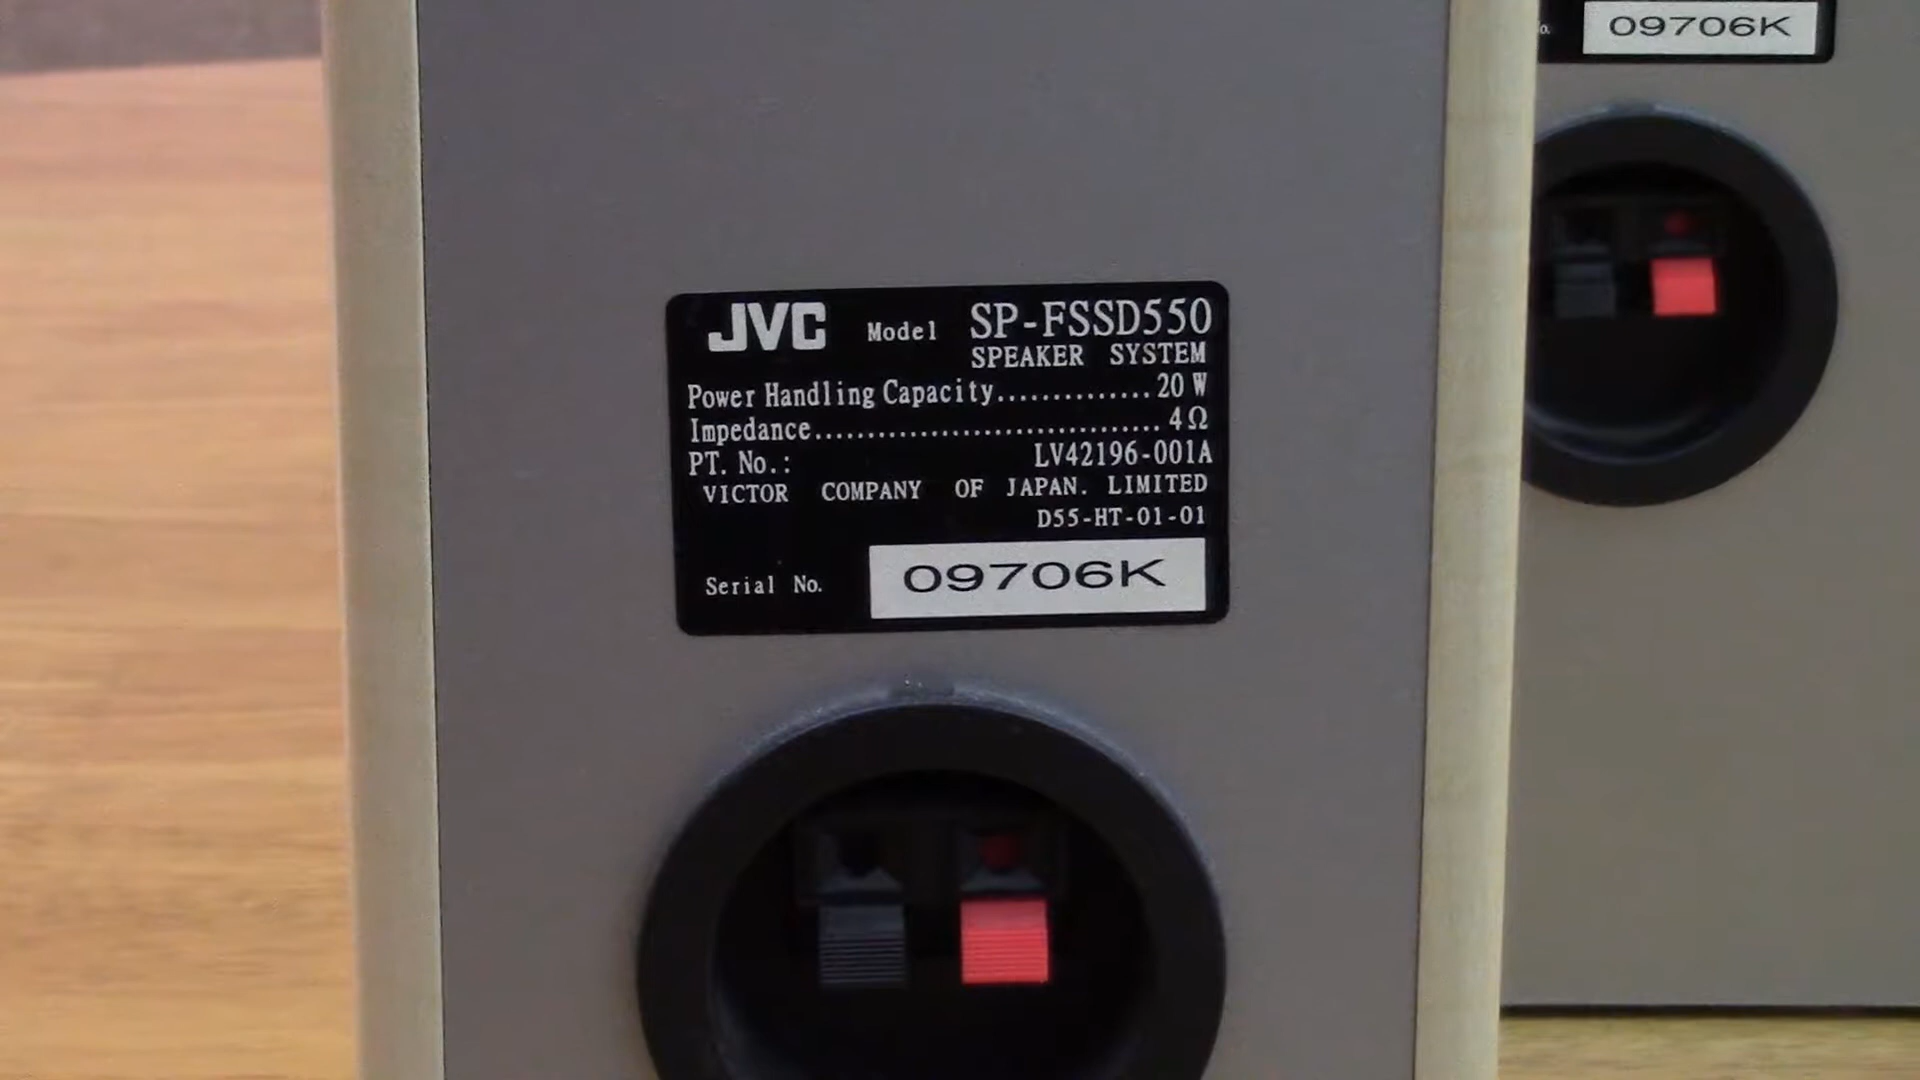 JVC Model SP-FSSD550
SPEAKER SYSTEM
Power Handling Capacity..............20 W
Impedance.................................4Ω
PT. No.: LV42196-001A
VICTOR COMPANY OF JAPAN. LIMITED
D55-HT-01-01
Serial No. 09706K
o. 09706K